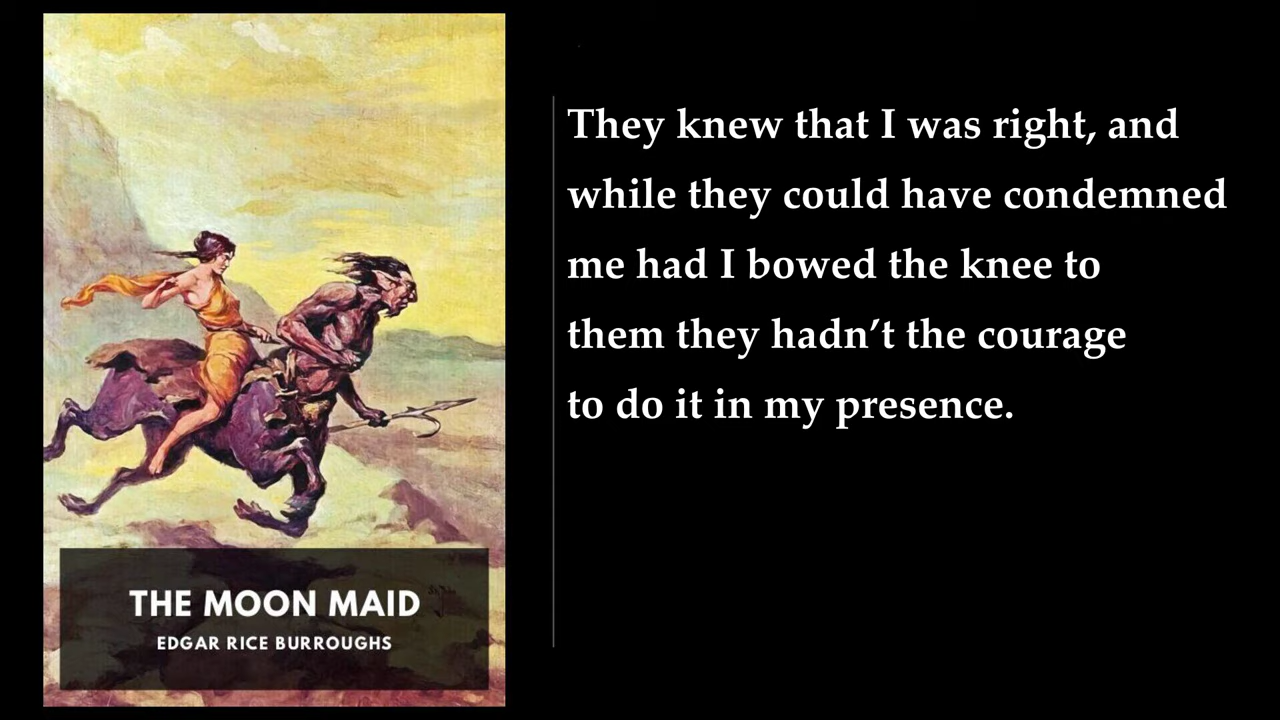 They knew that I was right, and
while they could have condemned
me had I bowed the knee to
them they hadn’t the courage
to do it in my presence.
THE MOON MAID
EDGAR RICE BURROUGHS